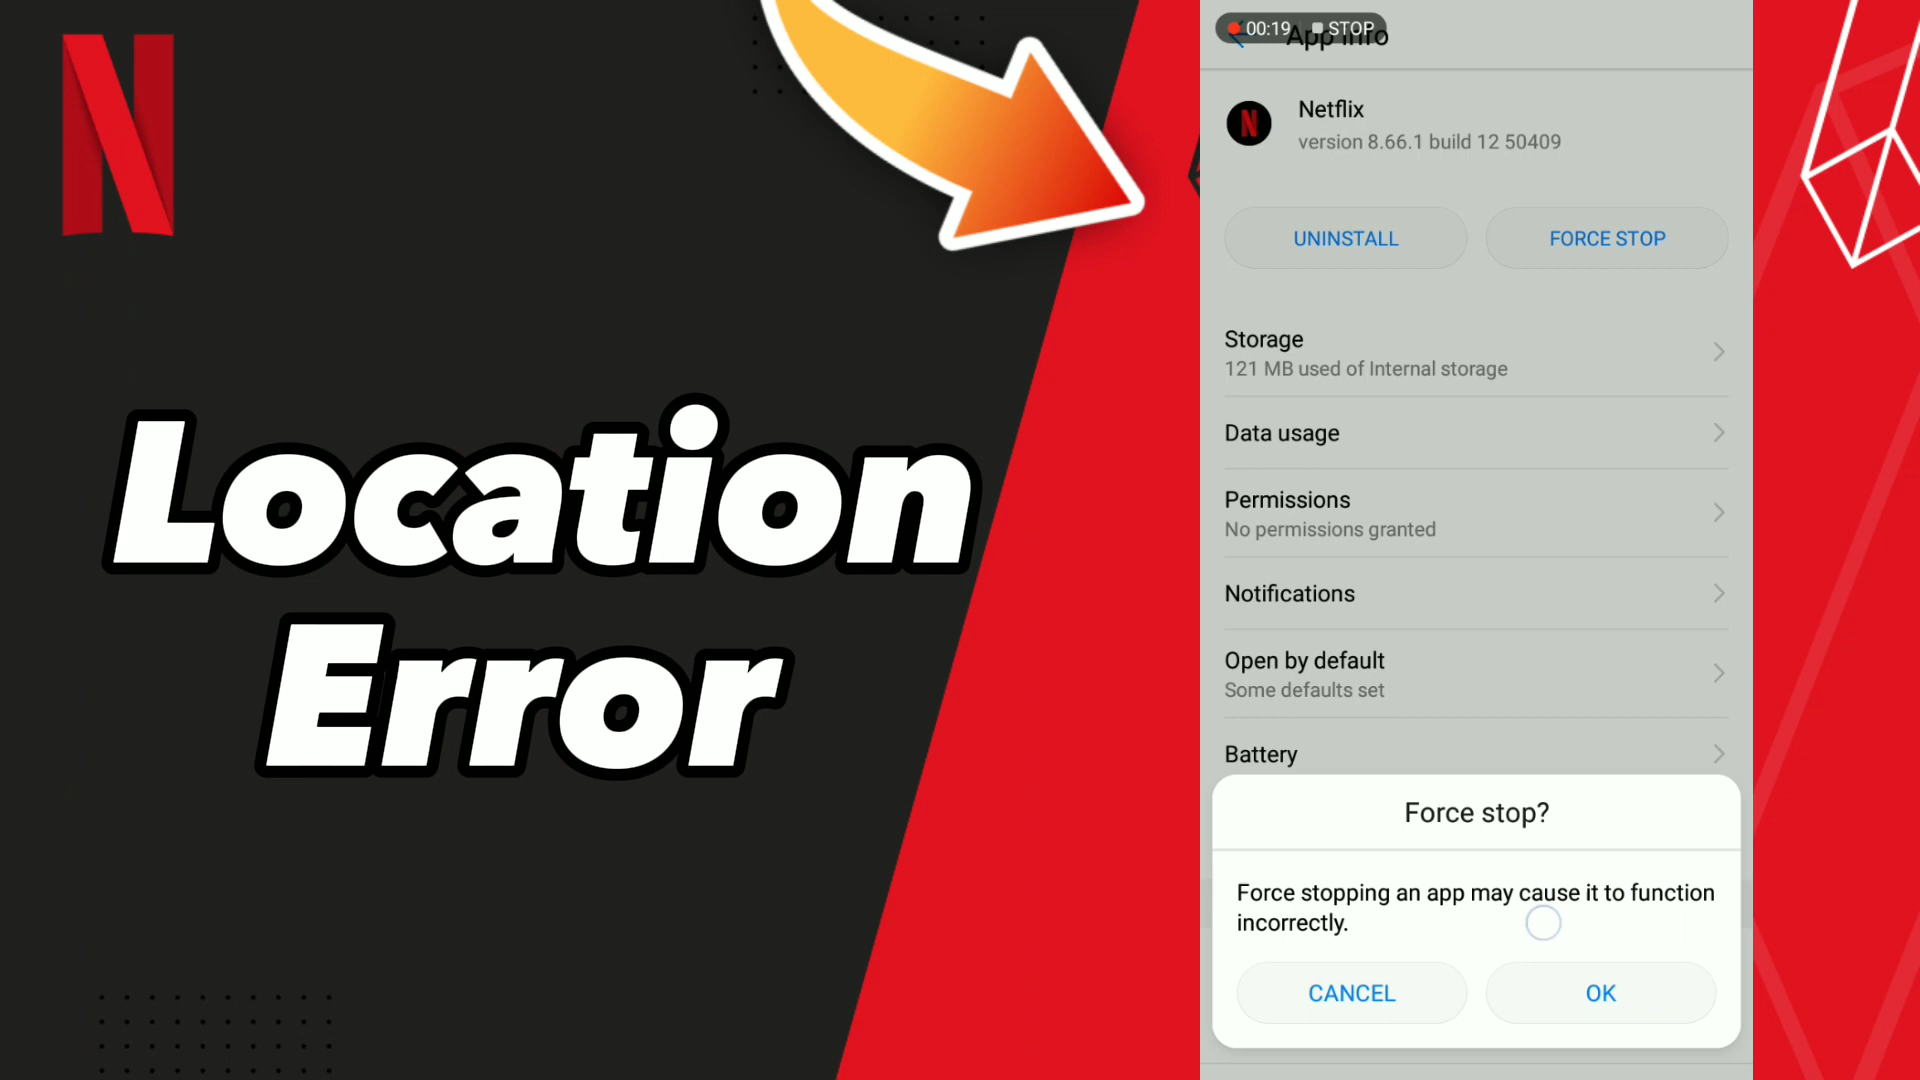 Location
Error
00:19 STOP
App info
Netflix
version 8.66.1 build 12 50409
UNINSTALL
FORCE STOP
Storage
121 MB used of Internal storage
Data usage
Permissions
No permissions granted
Notifications
Open by default
Some defaults set
Battery
Force stop?
Force stopping an app may cause it to function
incorrectly.
CANCEL
OK